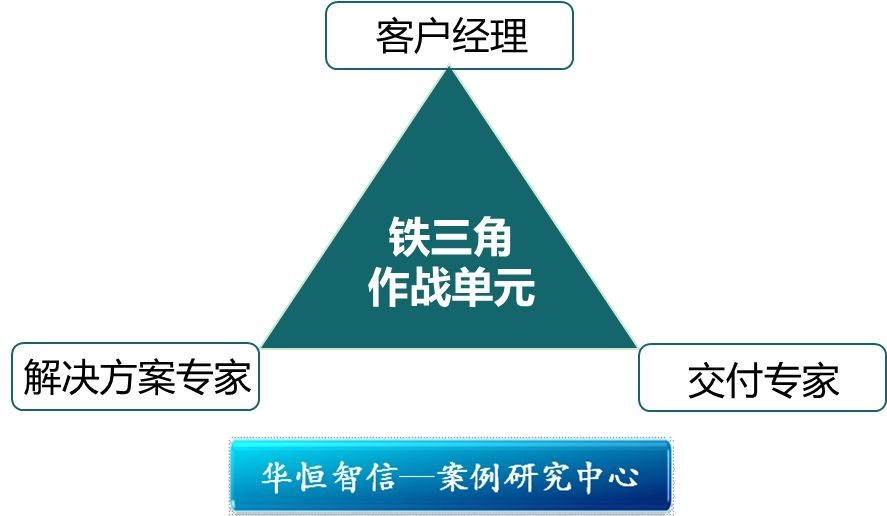 客户经理
铁三角
作战单元
解决方案专家
交付专家
华恒智信—案例研究中心